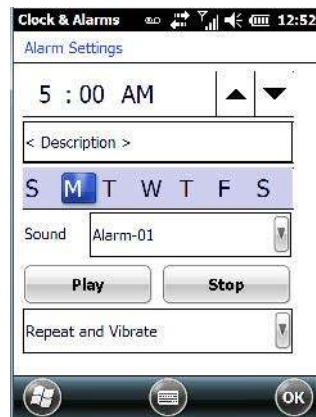 Clock & Alarms 12:52
Alarm Settings
5 : 00 AM
< Description >
S M T W T F S
Sound Alarm-01
Play Stop
Repeat and Vibrate
OK